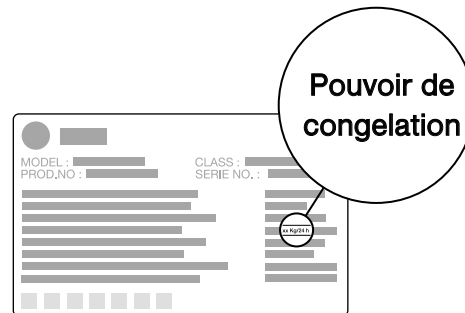 Pouvoir de
congelation
MODEL :
CLASS :
PROD.NO :
SERIE NO. :
xx Kg/24 h